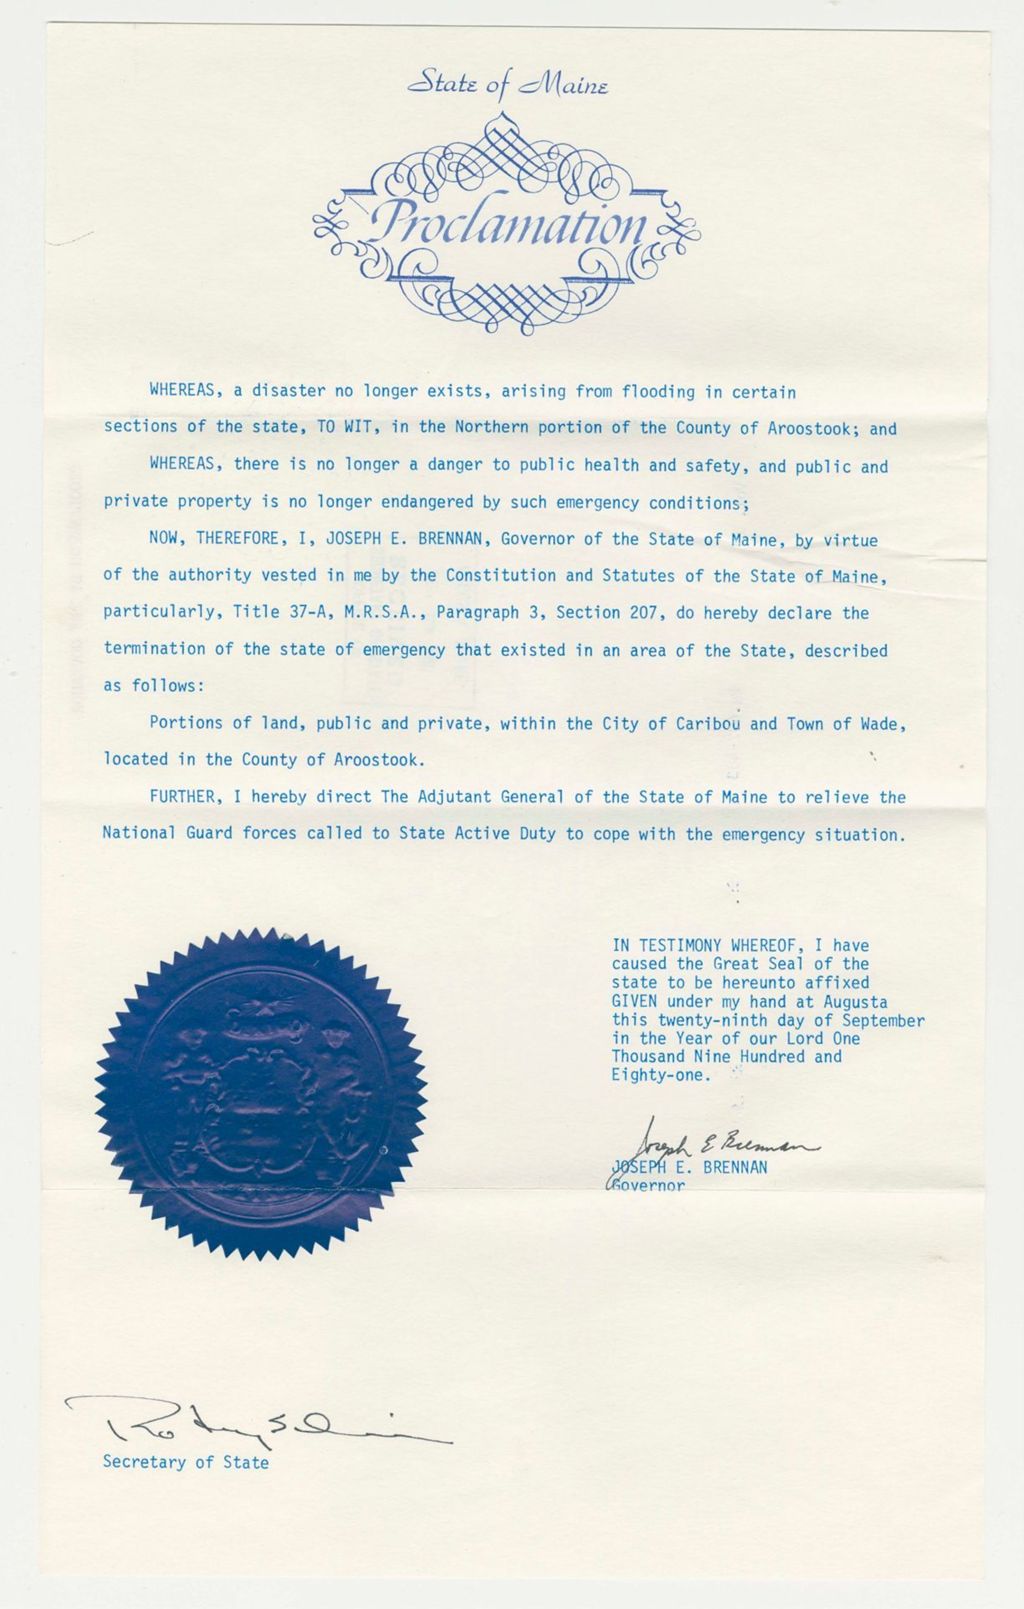 State of Maine
Proclamation
WHEREAS, a disaster no longer exists, arising from flooding in certain
sections of the state, TO WIT, in the Northern portion of the County of Aroostook; and
WHEREAS, there is no longer a danger to public health and safety, and public and
private property is no longer endangered by such emergency conditions;
NOW, THEREFORE, I, JOSEPH E. BRENNAN, Governor of the State of Maine, by virtue
of the authority vested in me by the Constitution and Statutes of the State of Maine,
particularly, Title 37-A, M.R.S.A., Paragraph 3, Section 207, do hereby declare the
termination of the state of emergency that existed in an area of the State, described
as follows:
Portions of land, public and private, within the City of Caribou and Town of Wade,
located in the County of Aroostook.
FURTHER, I hereby direct The Adjutant General of the State of Maine to relieve the
National Guard forces called to State Active Duty to cope with the emergency situation.
IN TESTIMONY WHEREOF, I have
caused the Great Seal of the
state to be hereunto affixed
GIVEN under my hand at Augusta
this twenty-ninth day of September
in the Year of our Lord One
Thousand Nine Hundred and
Eighty-one.
Joseph E Brennan
JOSEPH E. BRENNAN
Governor
Secretary of State